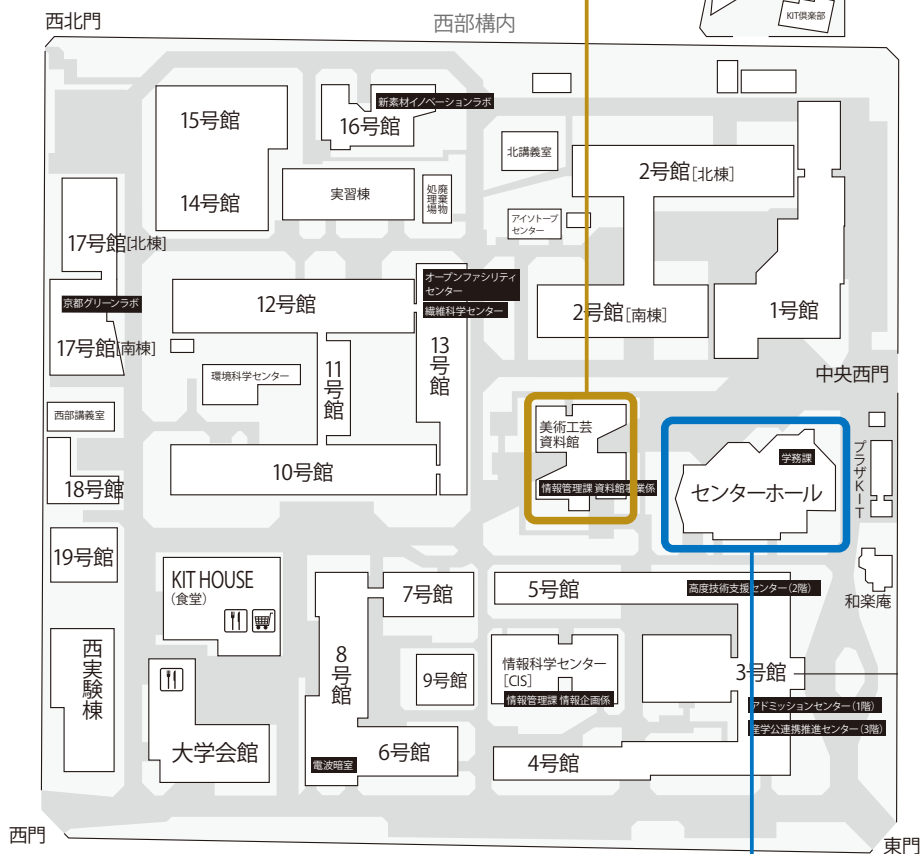 西北門
西部構内
KIT倶楽部
15号館
14号館
新素材イノベーションラボ
16号館
実習棟
廃棄物
処理場
北講義室
アイソトープ
センター
2号館[北棟]
2号館[南棟]
1号館
17号館[北棟]
京都グリーンラボ
17号館[南棟]
12号館
オープンファシリティ
センター
繊維科学センター
13号館
11号館
環境科学センター
10号館
西部講義室
18号館
19号館
中央西門
美術工芸
資料館
情報管理課 資料館事業係
学務課
センターホール
プラザKIT
和楽庵
KIT HOUSE
(食堂)
7号館
5号館
高度技術支援センター(2階)
西実験棟
8号館
9号館
情報科学センター
[CIS]
情報管理課 情報企画係
3号館
アドミッションセンター(1階)
産学公連携推進センター(3階)
大学会館
電波暗室
6号館
4号館
西門
東門